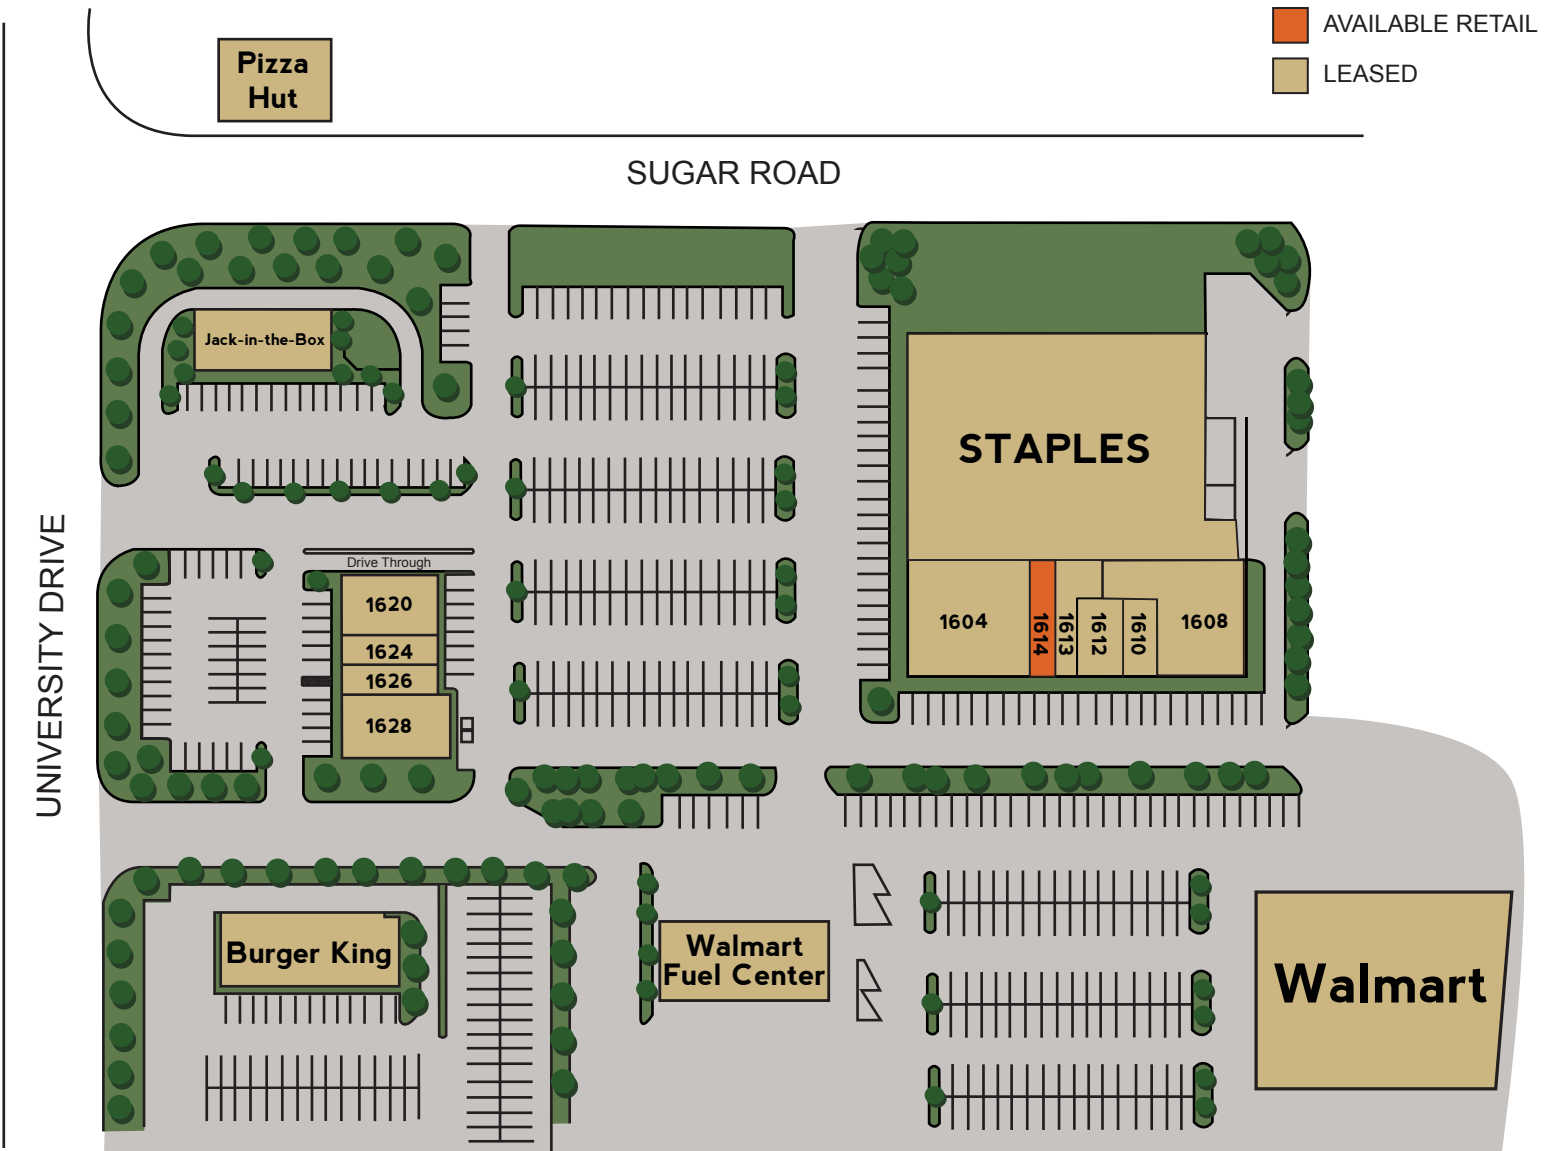 AVAILABLE RETAIL
LEASED
Pizza
Hut
SUGAR ROAD
Jack-in-the-Box
STAPLES
UNIVERSITY DRIVE
Drive Through
1620
1624
1626
1628
1604
1614
1613
1612
1610
1608
Burger King
Walmart
Fuel Center
Walmart